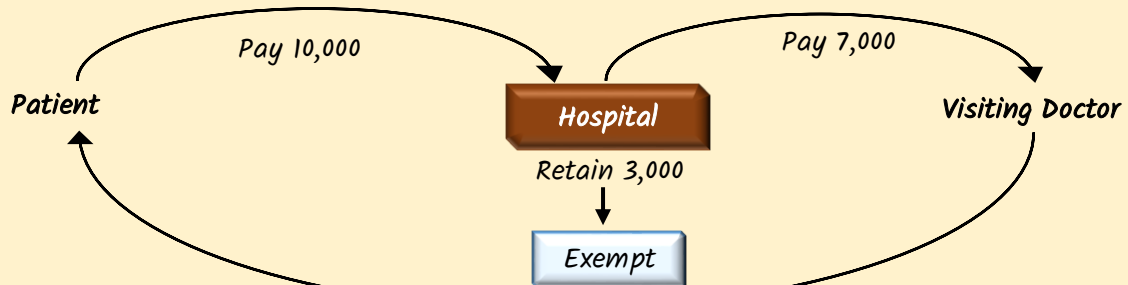 Pay 10,000
Pay 7,000
Patient
Hospital
Visiting Doctor
Retain 3,000
Exempt